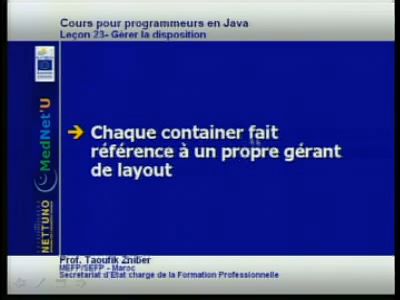 Cours pour programmeurs en Java
Leçon 23- Gérer la disposition
MedNet'U
NETTUNO
Chaque container fait
référence à un propre gérant
de layout
Prof. Taoufik Zniber
MEFP/SEFP - Maroc
Secrétariat d'Etat chargé de la Formation Professionnelle